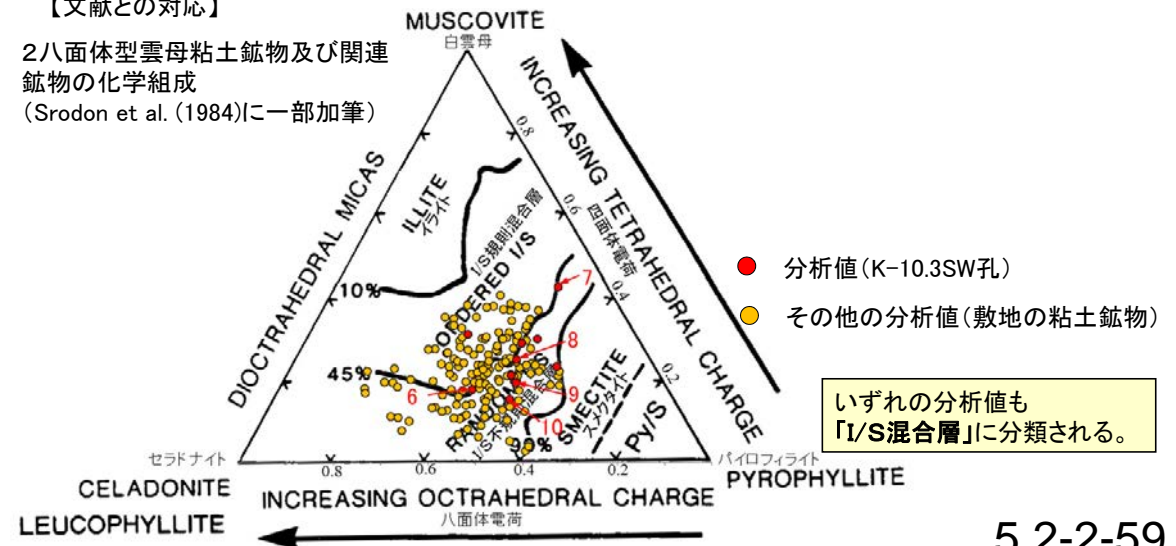 【文献との対応】
2八面体型雲母粘土鉱物及び関連
鉱物の化学組成
(Srodon et al. (1984)に一部加筆)
MUSCOVITE
白雲母
INCREASING TETRAHEDRAL CHARGE
四面体電荷
DIOCTRAHEDRAL MICAS
0.8
0.6
0.4
0.2
ILLITE
イライト
I/S規則混合層
ORDERED I/S
10%
45%
I/S不規則混合層
SMECTITE
スメクタイト
Py/S
6
7
8
9
10
分析値(K-10.3SW孔)
その他の分析値(敷地の粘土鉱物)
いずれの分析値も
「I/S混合層」に分類される。
セラドナイト
0.8
0.6
0.4
0.2
パイロフィライト
CELADONITE
LEUCOPHYLLITE
INCREASING OCTRAHEDRAL CHARGE
八面体電荷
PYROPHYLLITE
5.2-2-59